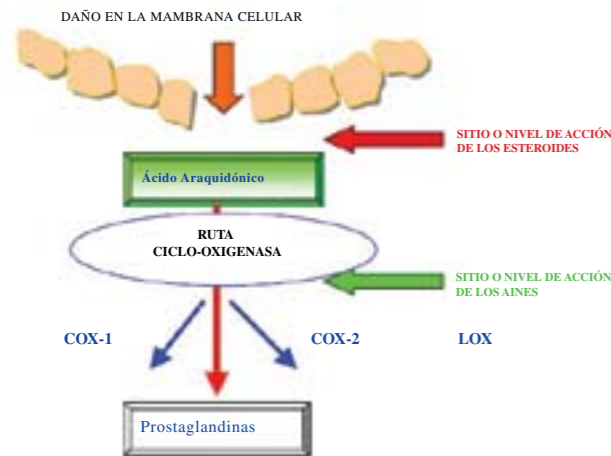 DAÑO EN LA MAMBRANA CELULAR
SITIO O NIVEL DE ACCIÓN
DE LOS ESTEROIDES
Ácido Araquidónico
RUTA
CICLO-OXIGENASA
SITIO O NIVEL DE ACCIÓN
DE LOS AINES
COX-1
COX-2
LOX
Prostaglandinas